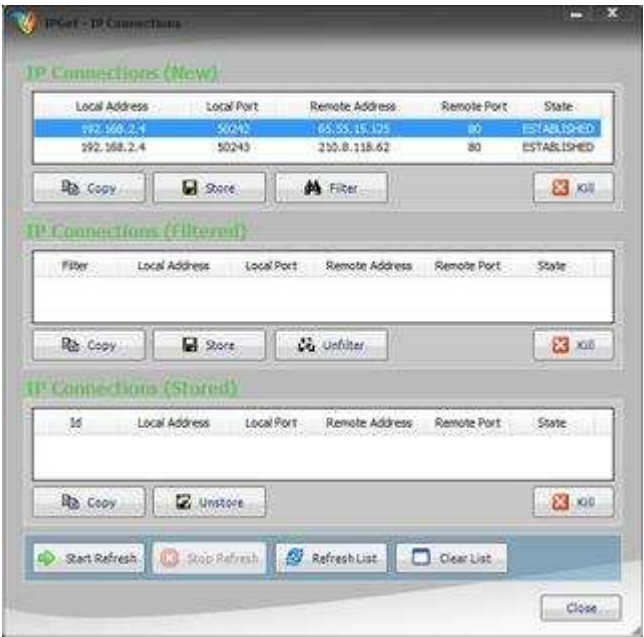 IPGet - IP Connections
IP Connections (New)
Local Address Local Port Remote Address Remote Port State
192.168.2.4 50242 65.55.15.125 80 ESTABLISHED
192.168.2.4 50243 210.8.118.62 80 ESTABLISHED
Copy Store Filter Kill
IP Connections (Filtered)
Filter Local Address Local Port Remote Address Remote Port State
Copy Store Unfilter Kill
IP Connections (Stored)
Id Local Address Local Port Remote Address Remote Port State
Copy Unstore Kill
Start Refresh Stop Refresh Refresh List Clear List
Close